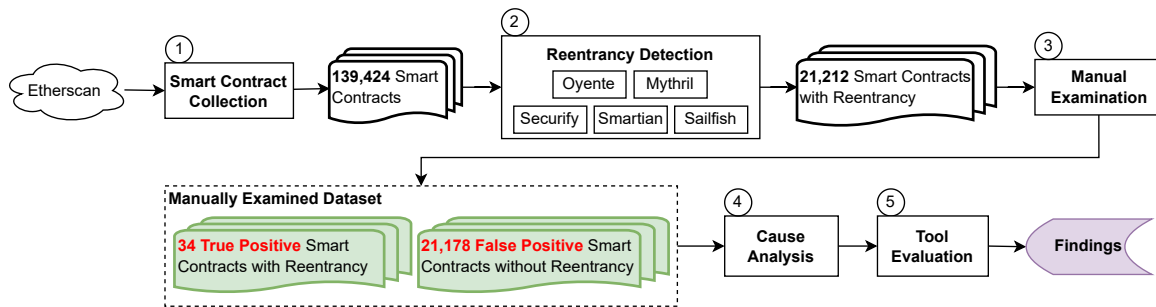 1
2
3
Etherscan
Smart Contract
Collection
139,424 Smart
Contracts
Reentrancy Detection
Oyente
Mythril
Securify
Smartian
Sailfish
21,212 Smart Contracts
with Reentrancy
Manual
Examination
Manually Examined Dataset
34 True Positive Smart
Contracts with Reentrancy
21,178 False Positive Smart
Contracts without Reentrancy
4
Cause
Analysis
5
Tool
Evaluation
Findings